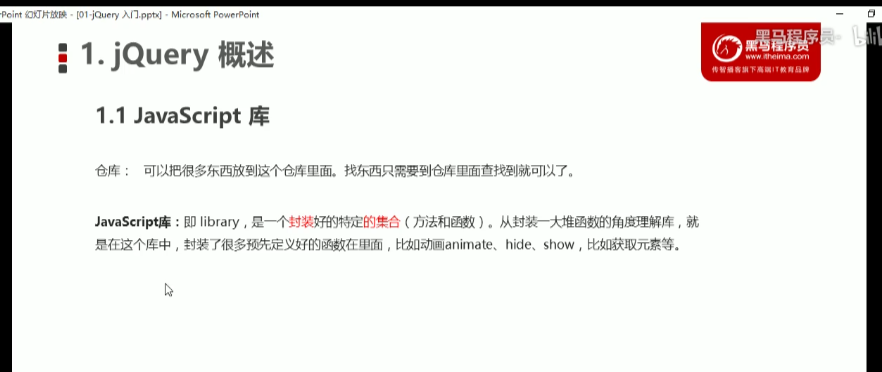 Point 幻灯片放映 - [01-jQuery 入门.pptx] - Microsoft PowerPoint
1. jQuery 概述
黑马程序员
黑马程序员
www.itheima.com
传智播客旗下高端IT教育品牌
1.1 JavaScript 库
仓库： 可以把很多东西放到这个仓库里面。找东西只需要到仓库里面查找到就可以了。
JavaScript库：即 library，是一个封装好的特定的集合（方法和函数）。从封装一大堆函数的角度理解库，就
是在这个库中，封装了很多预先定义好的函数在里面，比如动画animate、hide、show，比如获取元素等。